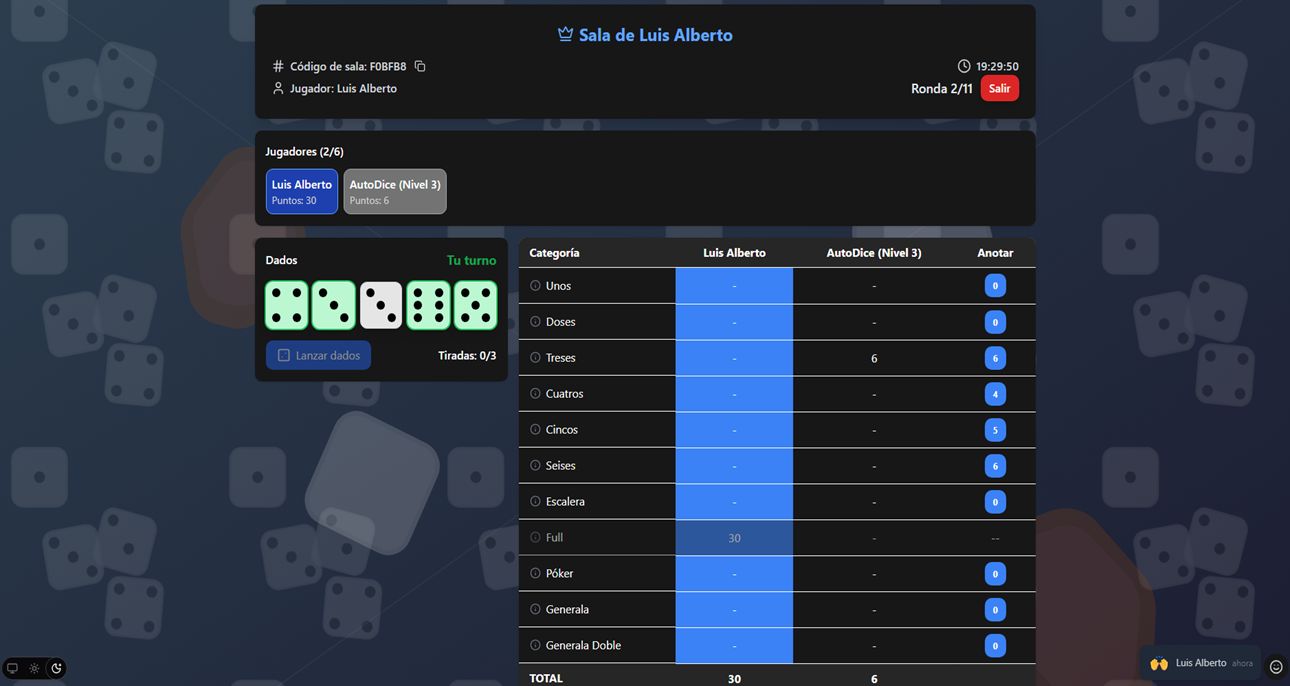 Sala de Luis Alberto
Código de sala: F0BFB8
19:29:50
Jugador: Luis Alberto
Ronda 2/11 Salir
Jugadores (2/6)
Luis Alberto
Puntos: 30
AutoDice (Nivel 3)
Puntos: 6
Dados Tu turno
Lanzar dados Tiradas: 0/3
Categoría Luis Alberto AutoDice (Nivel 3) Anotar
Unos - - 0
Doses - - 0
Treses - 6 6
Cuatros - - 4
Cincos - - 5
Seises - - 6
Escalera - - 0
Full 30 - --
Póker - - 0
Generala - - 0
Generala Doble - - 0
TOTAL 30 6
Luis Alberto ahora